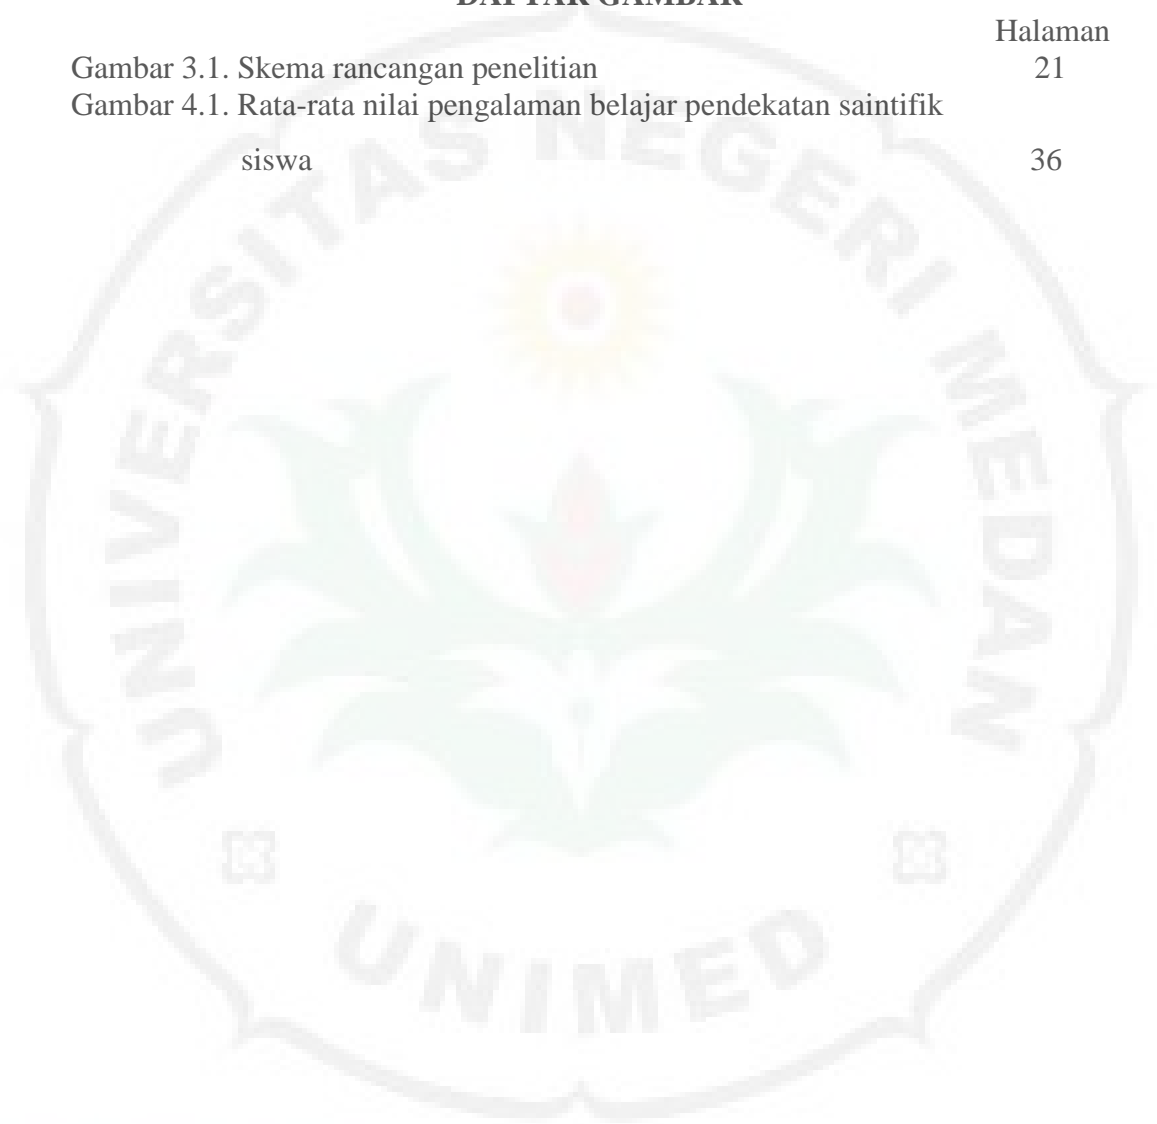 DAFTAR GAMBAR
Halaman
Gambar 3.1. Skema rancangan penelitian 21
Gambar 4.1. Rata-rata nilai pengalaman belajar pendekatan saintifik
siswa 36
UNIVERSITAS NEGERI MEDAN
UNIMED